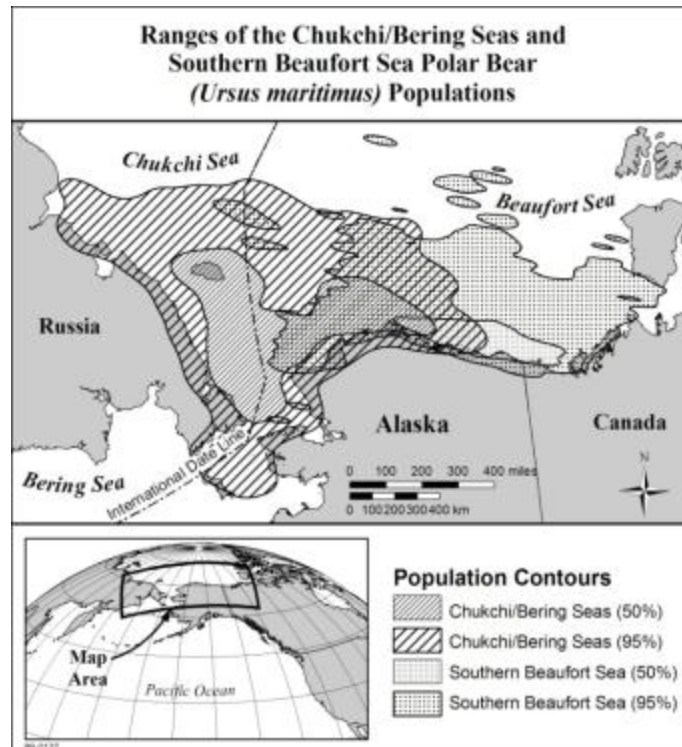 Ranges of the Chukchi/Bering Seas and
Southern Beaufort Sea Polar Bear
(Ursus maritimus) Populations
Chukchi Sea
Beaufort Sea
Russia
Alaska
Canada
Bering Sea
International Date Line
N
0 100 200 300 400 miles
0 100 200 300 400 km
Map
Area
Pacific Ocean
Population Contours
Chukchi/Bering Seas (50%)
Chukchi/Bering Seas (95%)
Southern Beaufort Sea (50%)
Southern Beaufort Sea (95%)